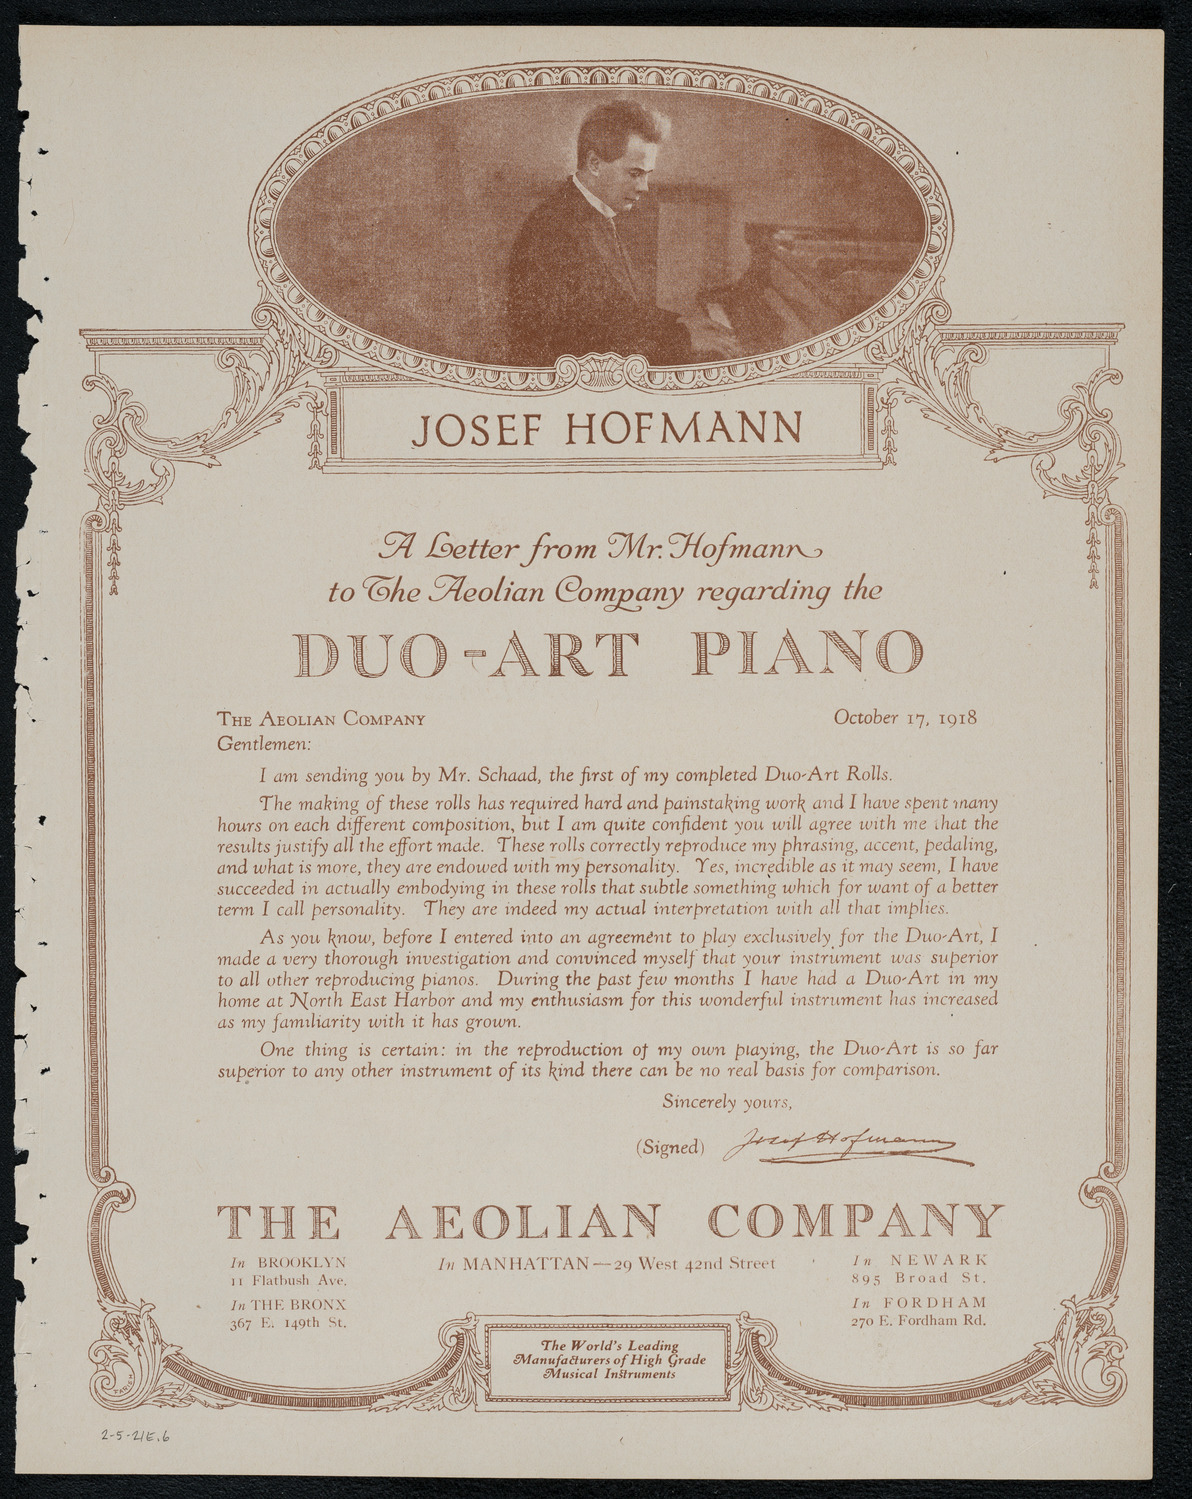 JOSEF HOFMANN
A Letter from Mr. Hofmann
to The Aeolian Company regarding the
DUO-ART PIANO
THE AEOLIAN COMPANY October 17, 1918
Gentlemen:
I am sending you by Mr. Schaad, the first of my completed Duo-Art Rolls.
The making of these rolls has required hard and painstaking work and I have spent many
hours on each different composition, but I am quite confident you will agree with me that the
results justify all the effort made. These rolls correctly reproduce my phrasing, accent, pedaling,
and what is more, they are endowed with my personality. Yes, incredible as it may seem, I have
succeeded in actually embodying in these rolls that subtle something which for want of a better
term I call personality. They are indeed my actual interpretation with all that implies.
As you know, before I entered into an agreement to play exclusively for the Duo-Art, I
made a very thorough investigation and convinced myself that your instrument was superior
to all other reproducing pianos. During the past few months I have had a Duo-Art in my
home at North East Harbor and my enthusiasm for this wonderful instrument has increased
as my familiarity with it has grown.
One thing is certain: in the reproduction of my own playing, the Duo-Art is so far
superior to any other instrument of its kind there can be no real basis for comparison.
Sincerely yours,
(Signed) Josef Hofmann
THE AEOLIAN COMPANY
In BROOKLYN
11 Flatbush Ave.
In THE BRONX
367 E. 149th St.
In MANHATTAN—29 West 42nd Street
In NEWARK
895 Broad St.
In FORDHAM
270 E. Fordham Rd.
The World's Leading
Manufacturers of High Grade
Musical Instruments
2-5-21E.6